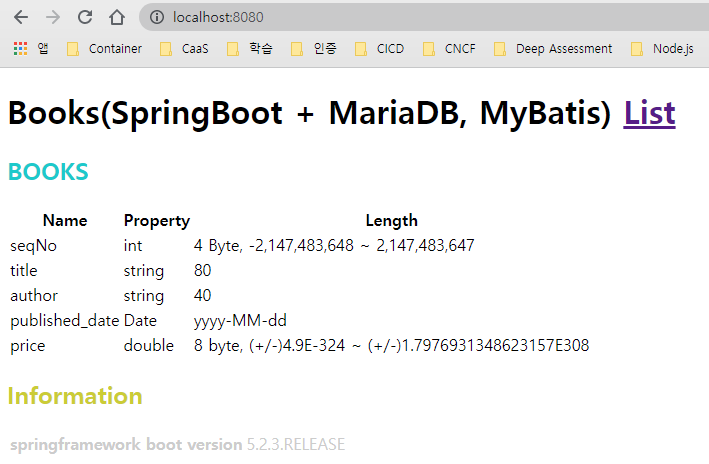 localhost:8080
앱 Container CaaS 학습 인증 CICD CNCF Deep Assessment Node.js
Books(SpringBoot + MariaDB, MyBatis) List
BOOKS
Name Property Length
seqNo int 4 Byte, -2,147,483,648 ~ 2,147,483,647
title string 80
author string 40
published_date Date yyyy-MM-dd
price double 8 byte, (+/-)4.9E-324 ~ (+/-)1.7976931348623157E308
Information
springframework boot version 5.2.3.RELEASE